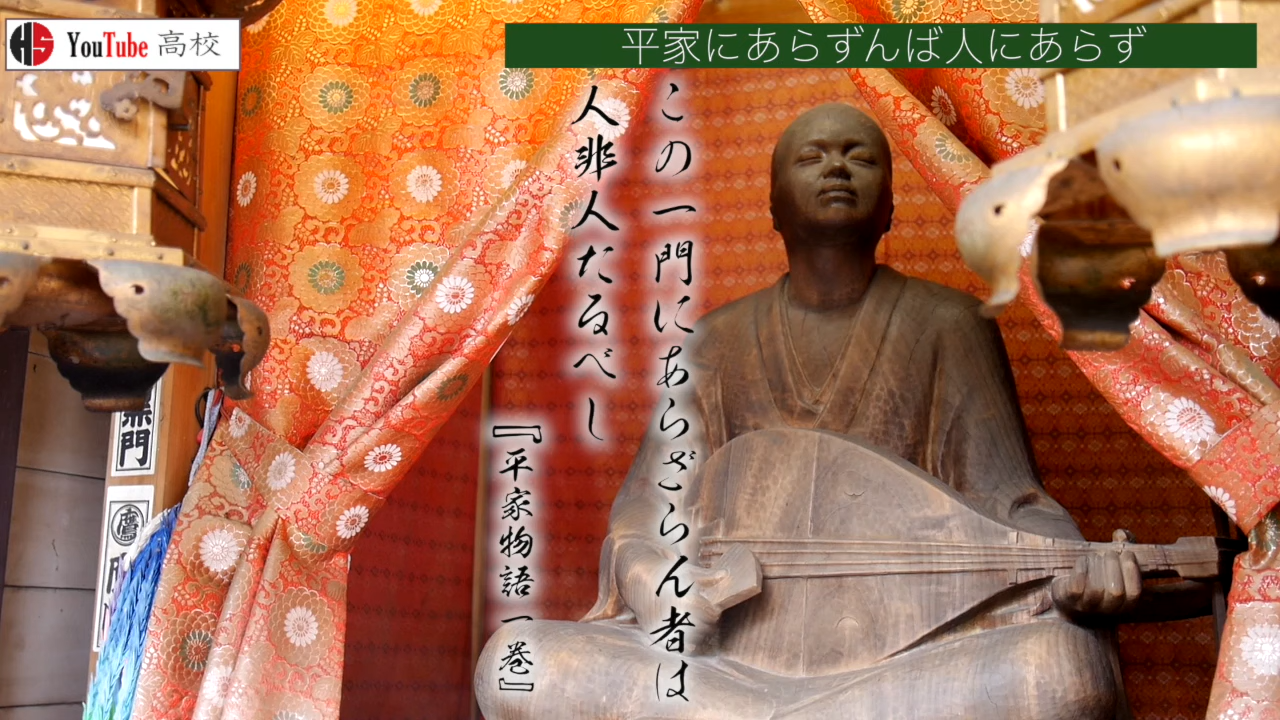 HS YouTube 高校
平家にあらずんば人にあらず
この一門にあらざらん者は
人非人たるべし
『平家物語 一巻』
門